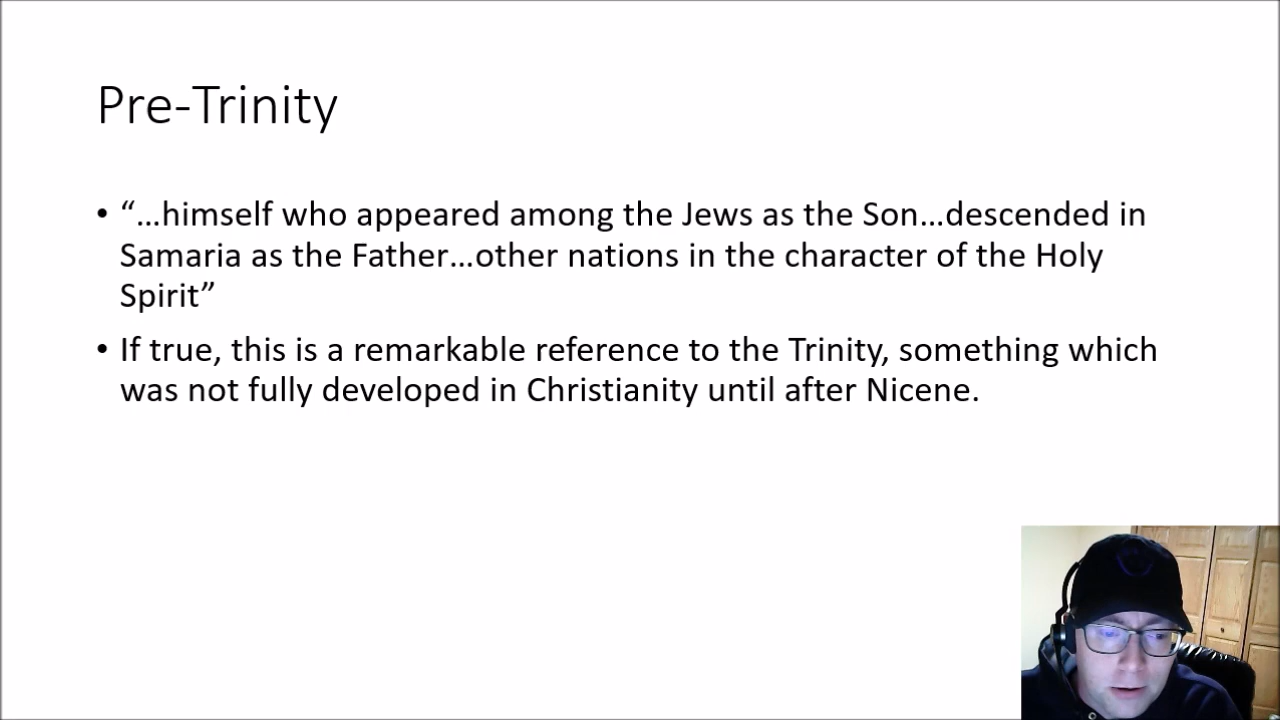 Pre-Trinity
• “…himself who appeared among the Jews as the Son…descended in
Samaria as the Father…other nations in the character of the Holy
Spirit”
• If true, this is a remarkable reference to the Trinity, something which
was not fully developed in Christianity until after Nicene.